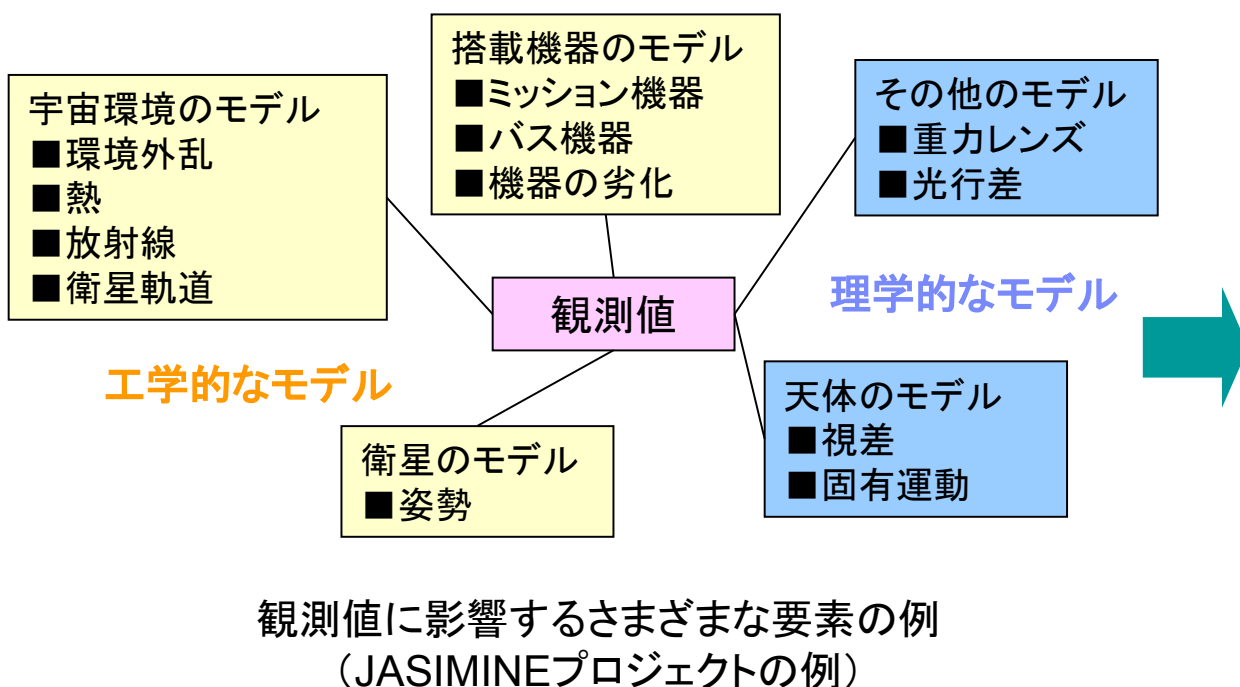 搭載機器のモデル
■ミッション機器
■バス機器
■機器の劣化
宇宙環境のモデル
■環境外乱
■熱
■放射線
■衛星軌道
その他のモデル
■重力レンズ
■光行差
観測値
理学的なモデル
工学的なモデル
天体のモデル
■視差
■固有運動
衛星のモデル
■姿勢
観測値に影響するさまざまな要素の例
（JASIMINEプロジェクトの例）